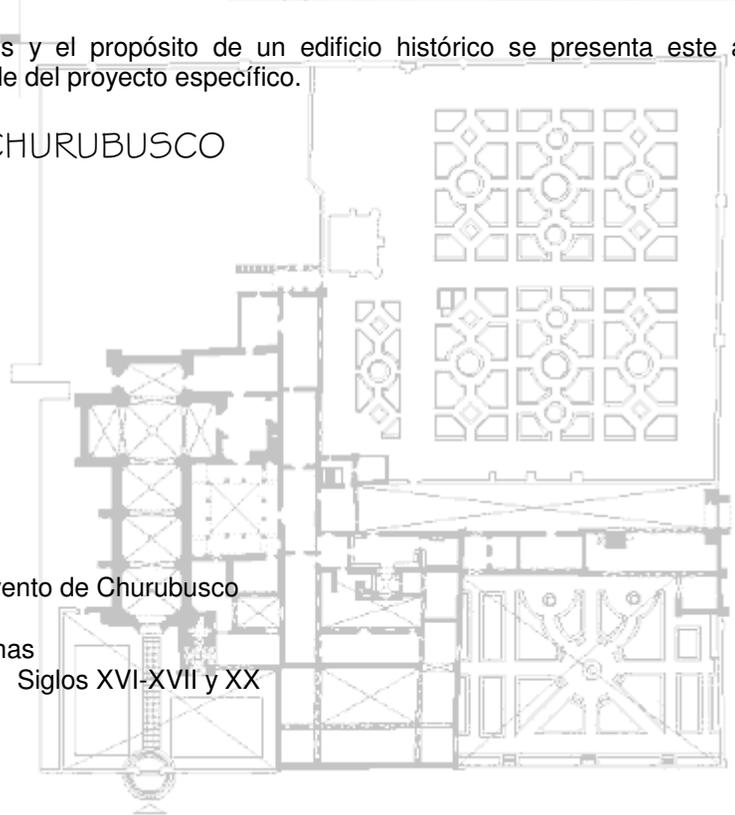 s y el propósito de un edificio histórico se presenta este a
le del proyecto específico.
CHURUBUSCO
vento de Churubusco
nas
Siglos XVI-XVII y XX